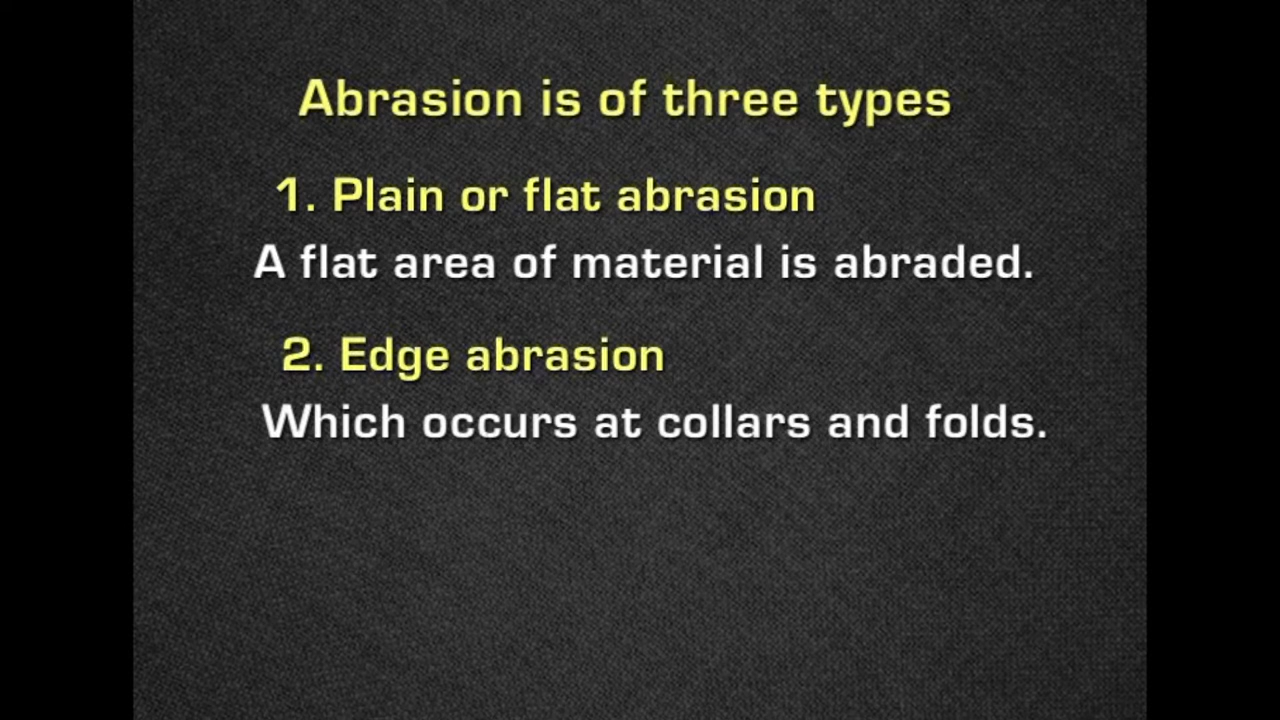 Abrasion is of three types
1. Plain or flat abrasion
A flat area of material is abraded.
2. Edge abrasion
Which occurs at collars and folds.